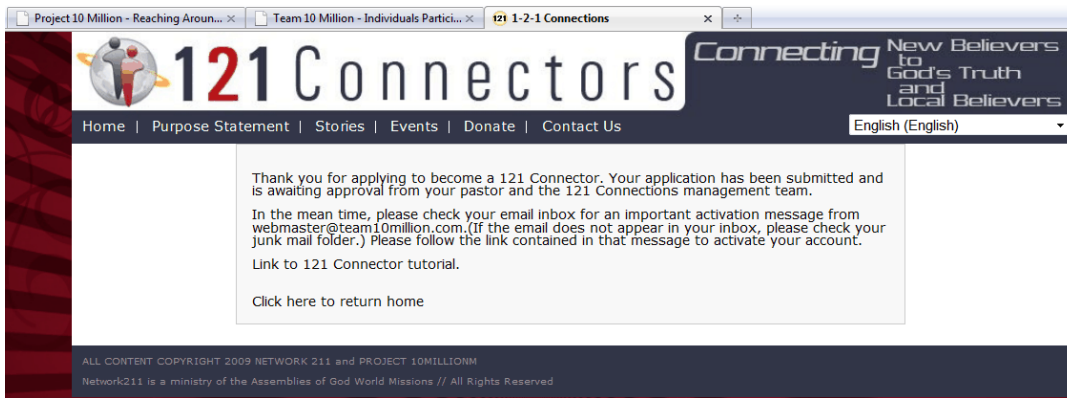 Project 10 Million - Reaching Aroun...
Team 10 Million - Individuals Partici...
121 1-2-1 Connections
121 Connectors
Connecting New Believers
to
God's Truth
and
Local Believers
Home | Purpose Statement | Stories | Events | Donate | Contact Us
English (English)
Thank you for applying to become a 121 Connector. Your application has been submitted and
is awaiting approval from your pastor and the 121 Connections management team.
In the mean time, please check your email inbox for an important activation message from
webmaster@team10million.com.(If the email does not appear in your inbox, please check your
junk mail folder.) Please follow the link contained in that message to activate your account.
Link to 121 Connector tutorial.
Click here to return home
ALL CONTENT COPYRIGHT 2009 NETWORK 211 and PROJECT 10MILLIONM
Network211 is a ministry of the Assemblies of God World Missions // All Rights Reserved